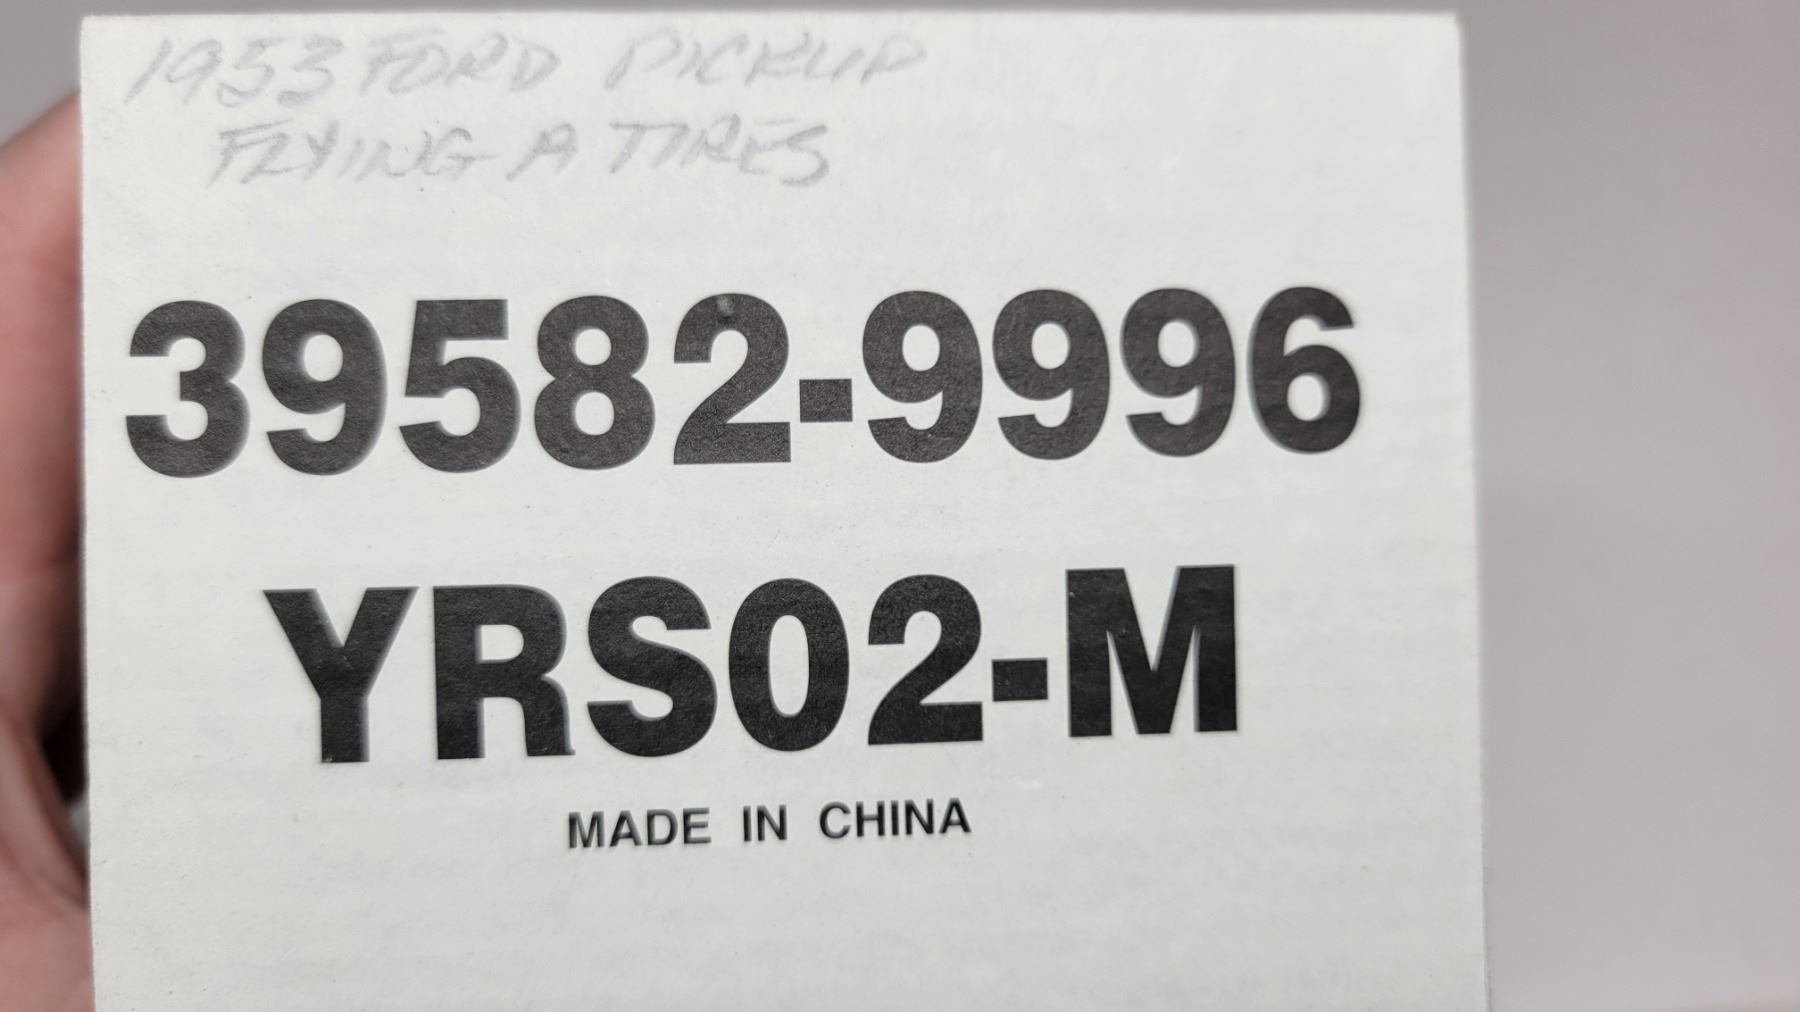 1953 FORD PICKUP
FLYING A TIRES
39582-9996
YRS02-M
MADE IN CHINA